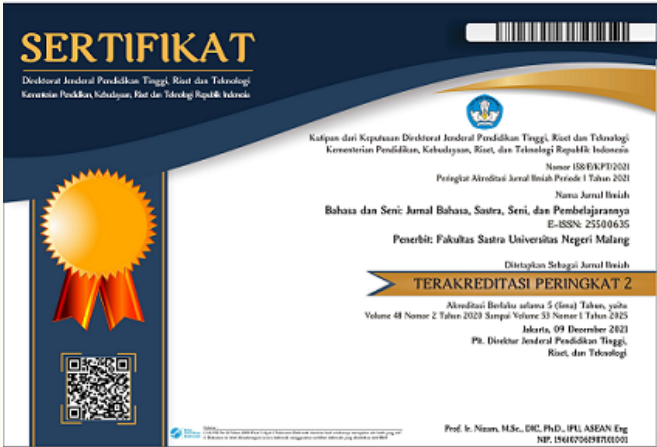 SERTIFIKAT
Direktorat Jenderal Pendidikan Tinggi, Riset dan Teknologi
Kementerian Pendidikan, Kebudayaan, Riset dan Teknologi Republik Indonesia
Kutipan dari Keputusan Direktorat Jenderal Pendidikan Tinggi, Riset dan Teknologi
Kementerian Pendidikan, Kebudayaan, Riset, dan Teknologi Republik Indonesia
Nomor 158/E/KPT/2021
Peringkat Akreditasi Jurnal Ilmiah Periode 1 Tahun 2021
Nama Jurnal Ilmiah
Bahasa dan Seni: Jurnal Bahasa, Sastra, Seni, dan Pembelajarannya
E-ISSN: 25500635
Penerbit: Fakultas Sastra Universitas Negeri Malang
Ditetapkan Sebagai Jurnal Ilmiah
TERAKREDITASI PERINGKAT 2
Akreditasi Berlaku selama 5 (lima) Tahun, yaitu
Volume 48 Nomor 2 Tahun 2020 Sampai Volume 53 Nomor 1 Tahun 2025
Jakarta, 09 December 2021
Plt. Direktur Jenderal Pendidikan Tinggi,
Riset, dan Teknologi
Prof. Ir. Nizam, M.Sc., DIC, PhD., IPU, ASEAN Eng
NIP. 196107061987101001